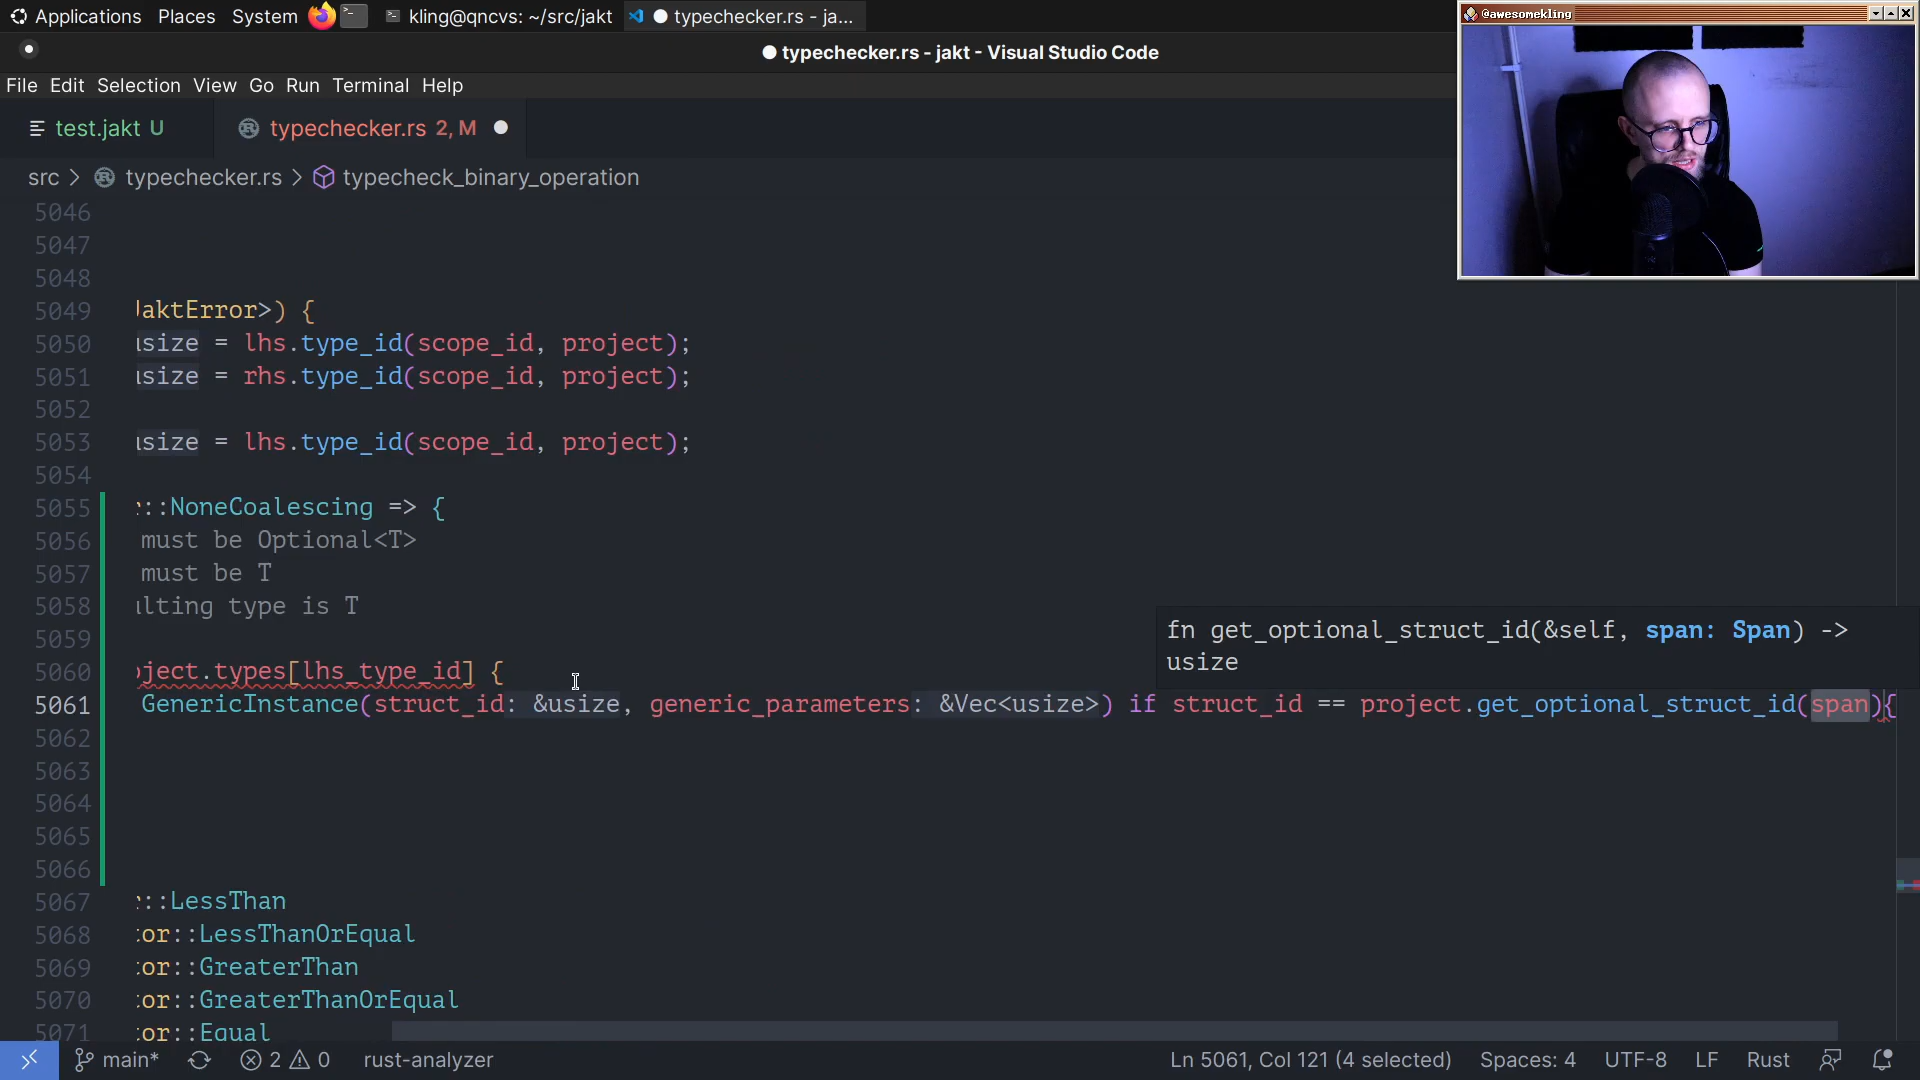 Applications Places System kling@qncvs: ~/src/jakt typechecker.rs - ja...
@awesomekling
typechecker.rs - jakt - Visual Studio Code
File Edit Selection View Go Run Terminal Help
test.jakt U typechecker.rs 2, M
src > typechecker.rs > typecheck_binary_operation
5046
5047
5048
5049 JaktError>) {
5050 usize = lhs.type_id(scope_id, project);
5051 usize = rhs.type_id(scope_id, project);
5052
5053 usize = lhs.type_id(scope_id, project);
5054
5055 ::NoneCoalescing => {
5056 must be Optional<T>
5057 must be T
5058 ulting type is T
5059
fn get_optional_struct_id(&self, span: Span) ->
usize
5060 oject.types[lhs_type_id] {
5061 GenericInstance(struct_id: &usize, generic_parameters: &Vec<usize>) if struct_id == project.get_optional_struct_id(span){
5062
5063
5064
5065
5066
5067 ::LessThan
5068 tor::LessThanOrEqual
5069 tor::GreaterThan
5070 tor::GreaterThanOrEqual
5071 tor::Equal
main* 2 0 rust-analyzer Ln 5061, Col 121 (4 selected) Spaces: 4 UTF-8 LF Rust